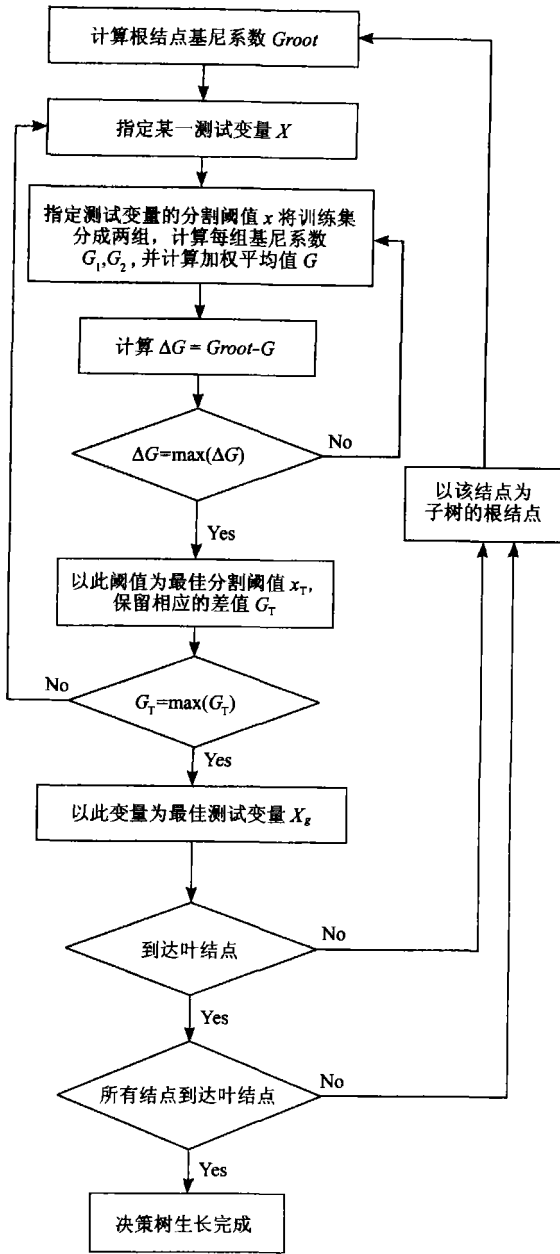 计算根结点基尼系数 Groot
指定某一测试变量 X
指定测试变量的分割阈值 x 将训练集
分成两组，计算每组基尼系数
G₁,G₂，并计算加权平均值 G
计算 ΔG = Groot-G
ΔG=max(ΔG)
No
Yes
以该结点为
子树的根结点
以此阈值为最佳分割阈值 x_T,
保留相应的差值 G_T
G_T=max(G_T)
No
Yes
以此变量为最佳测试变量 X_g
到达叶结点
No
Yes
所有结点到达叶结点
No
Yes
决策树生长完成